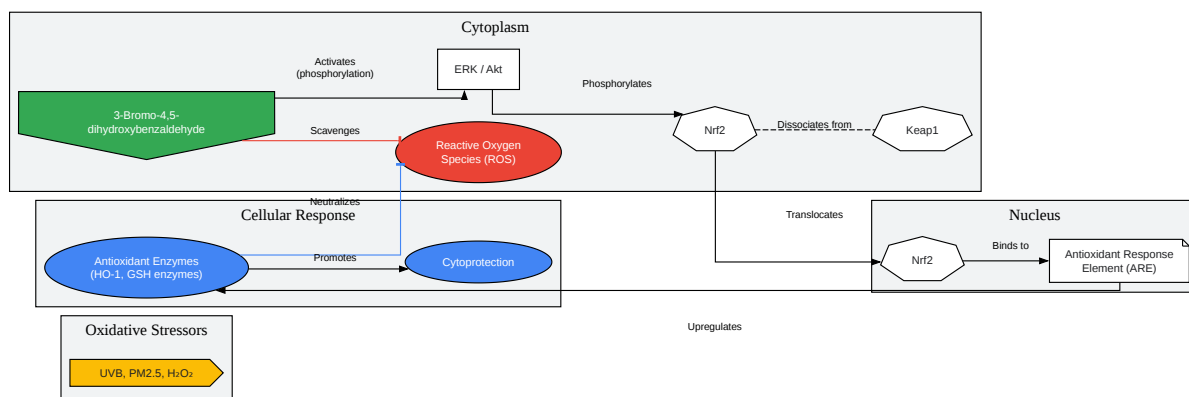 Cytoplasm
Activates
(phosphorylation)
ERK / Akt
Phosphorylates
3-Bromo-4,5-
dihydroxybenzaldehyde
Scavenges
Reactive Oxygen
Species (ROS)
Nrf2
Dissociates from
Keap1
Neutralizes
Cellular Response
Translocates
Nucleus
Antioxidant Enzymes
(HO-1, GSH enzymes)
Promotes
Cytoprotection
Nrf2
Binds to
Antioxidant Response
Element (ARE)
Upregulates
Oxidative Stressors
UVB, PM2.5, H₂O₂